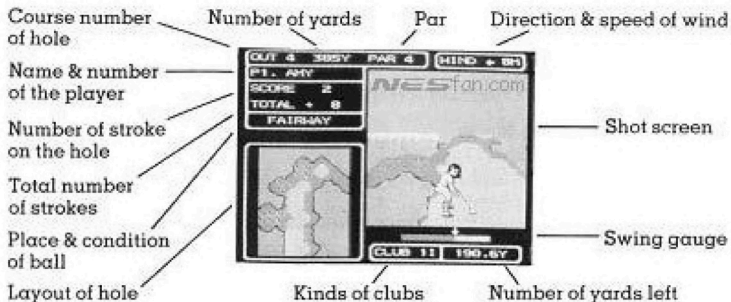 Course number
of hole
Number of yards
Par
Direction & speed of wind
OUT 4 385Y PAR 4
WIND 8M
Name & number
of the player
P1. AMY
NESfan.com
SCORE 2
TOTAL + 8
FAIRWAY
Number of stroke
on the hole
Shot screen
Total number
of strokes
Place & condition
of ball
Swing gauge
CLUB 1I 190.6Y
Layout of hole
Kinds of clubs
Number of yards left